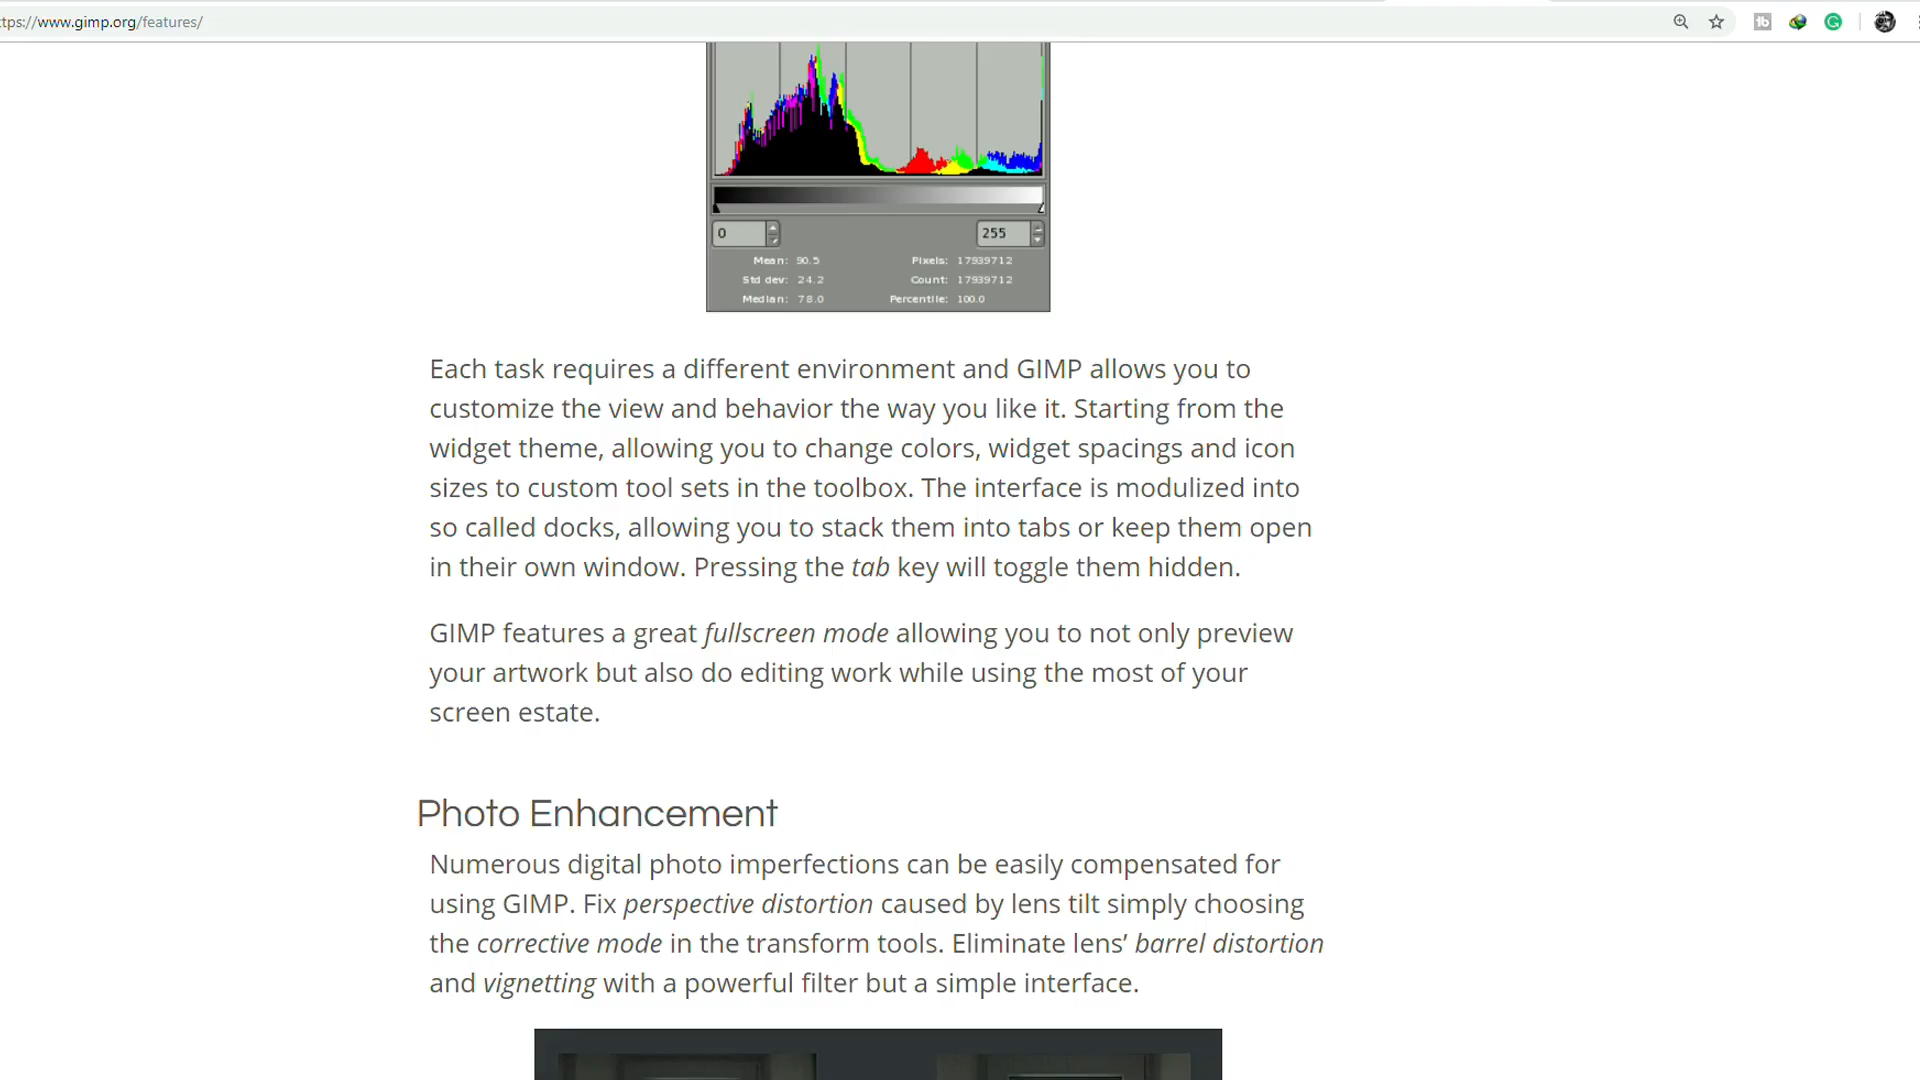 ttps://www.gimp.org/features/
0
255
Mean: 90.5 Pixels: 17939712
Std dev: 24.2 Count: 17939712
Median: 78.0 Percentile: 100.0
Each task requires a different environment and GIMP allows you to
customize the view and behavior the way you like it. Starting from the
widget theme, allowing you to change colors, widget spacings and icon
sizes to custom tool sets in the toolbox. The interface is modulized into
so called docks, allowing you to stack them into tabs or keep them open
in their own window. Pressing the tab key will toggle them hidden.
GIMP features a great fullscreen mode allowing you to not only preview
your artwork but also do editing work while using the most of your
screen estate.
Photo Enhancement
Numerous digital photo imperfections can be easily compensated for
using GIMP. Fix perspective distortion caused by lens tilt simply choosing
the corrective mode in the transform tools. Eliminate lens’ barrel distortion
and vignetting with a powerful filter but a simple interface.